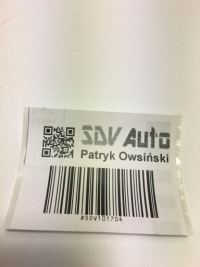 SDV Auto
Patryk Owsiński
#SDV101704